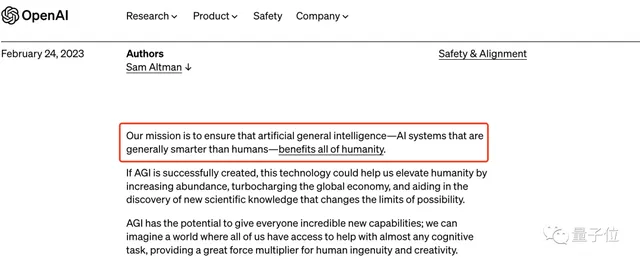 OpenAI Research Product Safety Company
February 24, 2023 Authors Safety & Alignment
Sam Altman ↓
Our mission is to ensure that artificial general intelligence—AI systems that are
generally smarter than humans—benefits all of humanity.
If AGI is successfully created, this technology could help us elevate humanity by
increasing abundance, turbocharging the global economy, and aiding in the
discovery of new scientific knowledge that changes the limits of possibility.
AGI has the potential to give everyone incredible new capabilities; we can
imagine a world where all of us have access to help with almost any cognitive
task, providing a great force multiplier for human ingenuity and creativity.
量子位